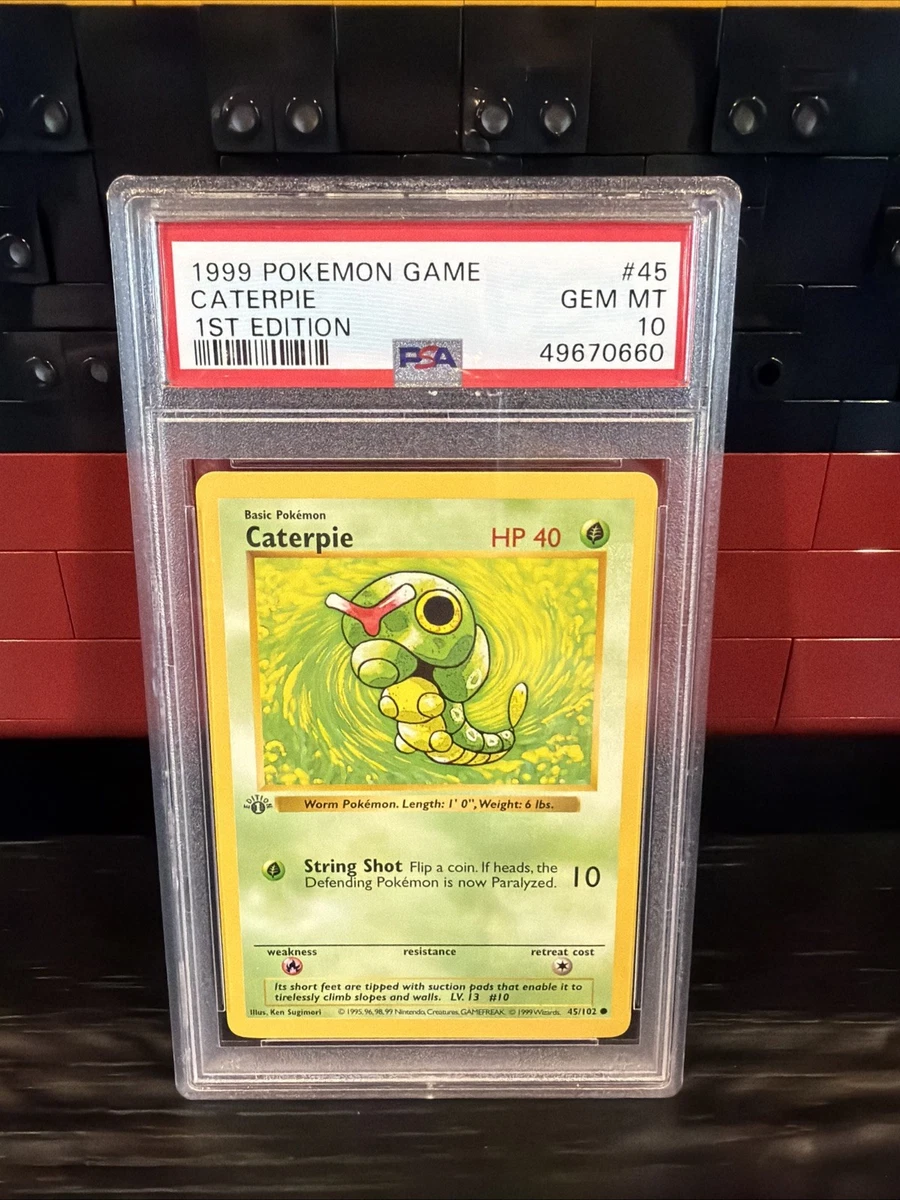 1999 POKEMON GAME #45
CATERPIE GEM MT
1ST EDITION 10
PSA 49670660
Basic Pokémon
Caterpie HP 40
EDITION 1
Worm Pokémon. Length: 1' 0", Weight: 6 lbs.
String Shot Flip a coin. If heads, the
Defending Pokémon is now Paralyzed. 10
weakness resistance retreat cost
Its short feet are tipped with suction pads that enable it to
tirelessly climb slopes and walls. LV. 13 #10
Illus. Ken Sugimori © 1995, 96, 98, 99 Nintendo, Creatures, GAMEFREAK. © 1999 Wizards. 45/102